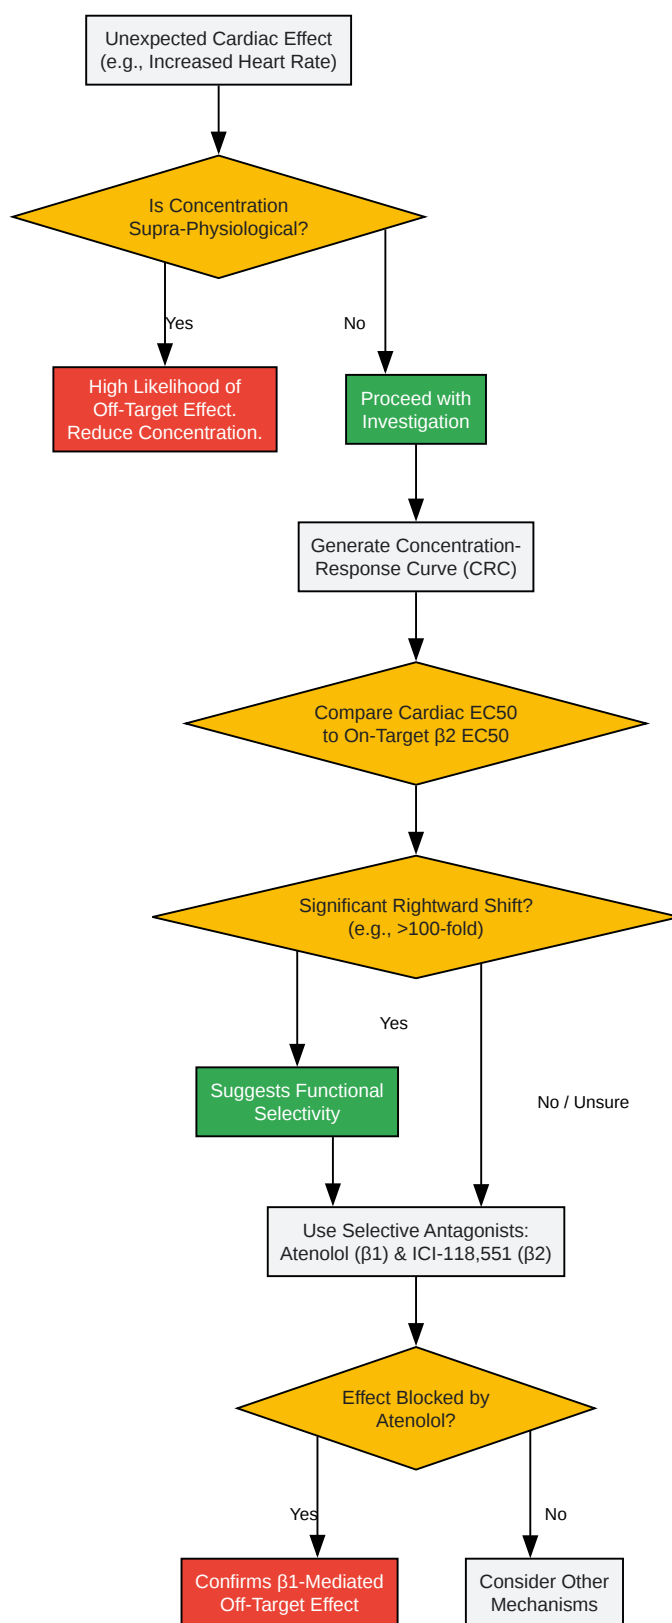 Unexpected Cardiac Effect
(e.g., Increased Heart Rate)
Is Concentration
Supra-Physiological?
Yes
No
High Likelihood of
Off-Target Effect.
Reduce Concentration.
Proceed with
Investigation
Generate Concentration-
Response Curve (CRC)
Compare Cardiac EC50
to On-Target β2 EC50
Significant Rightward Shift?
(e.g., >100-fold)
Yes
Suggests Functional
Selectivity
No / Unsure
Use Selective Antagonists:
Atenolol (β1) & ICI-118,551 (β2)
Effect Blocked by
Atenolol?
Yes
No
Confirms β1-Mediated
Off-Target Effect
Consider Other
Mechanisms